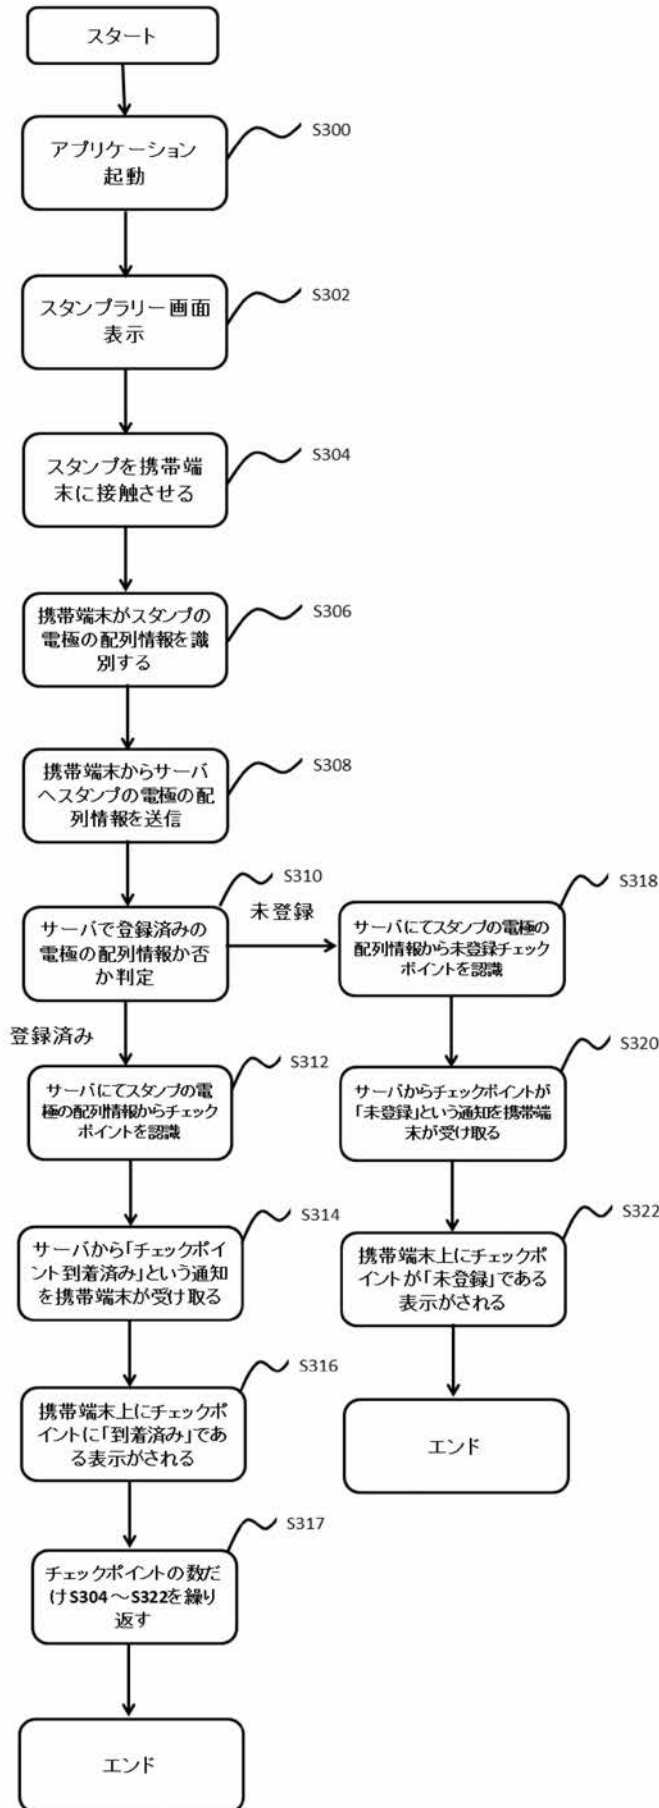 スタート
アプリケーション
起動
S300
スタンプラリー画面
表示
S302
スタンプを携帯端
末に接触させる
S304
携帯端末がスタンプの
電極の配列情報を識
別する
S306
携帯端末からサーバ
へスタンプの電極の配
列情報を送信
S308
サーバで登録済みの
電極の配列情報か否
か判定
S310
未登録
登録済み
サーバにてスタンプの電
極の配列情報からチェック
ポイントを認識
S312
サーバから「チェックポイ
ント到着済み」という通知
を携帯端末が受け取る
S314
携帯端末上にチェックポ
イントに「到着済み」であ
る表示がされる
S316
チェックポイントの数だ
けS304～S322を繰り
返す
S317
エンド
サーバにてスタンプの電極の
配列情報から未登録チェック
ポイントを認識
S318
サーバからチェックポイントが
「未登録」という通知を携帯端
末が受け取る
S320
携帯端末上にチェックポ
イントが「未登録」である
表示がされる
S322
エンド